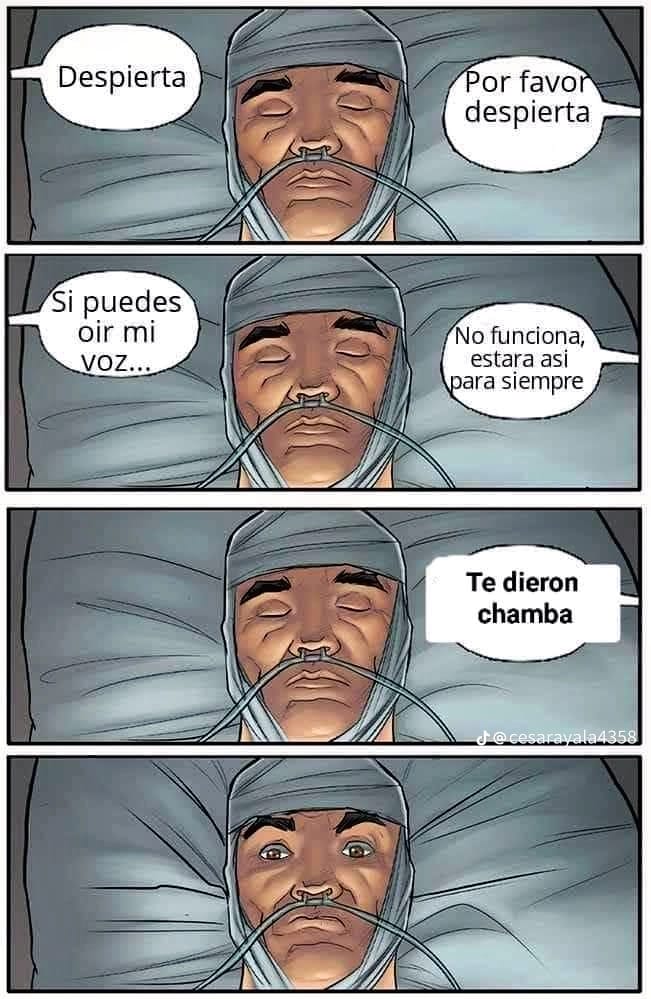 Despierta
Por favor
despierta
Si puedes
oir mi
voz...
No funciona,
estara asi
para siempre
Te dieron
chamba
@cesarayala4358